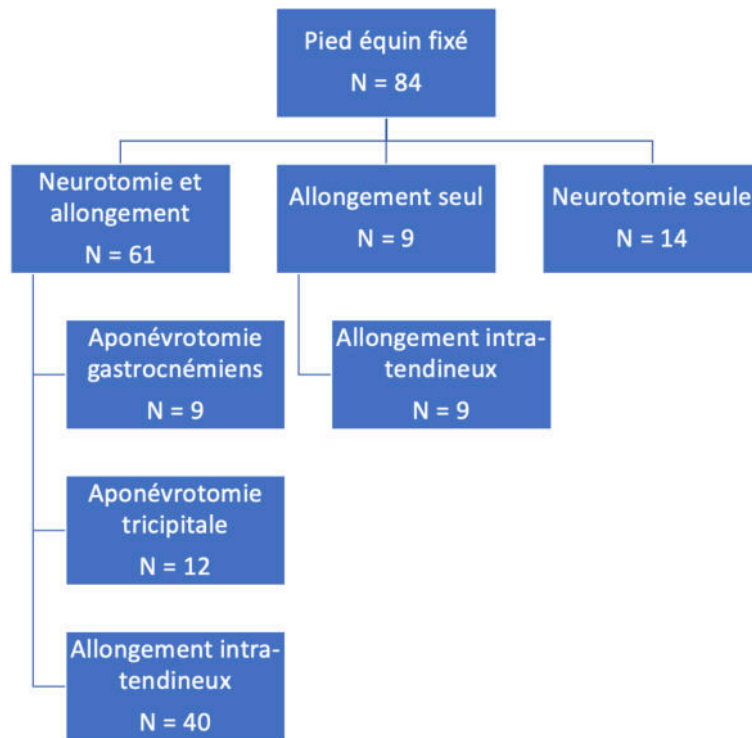 Pied équin fixé
N = 84
Neurotomie et
allongement
N = 61
Allongement seul
N = 9
Neurotomie seule
N = 14
Aponévrotomie
gastrocnémiens
N = 9
Allongement intra-
tendineux
N = 9
Aponévrotomie
tricipitale
N = 12
Allongement intra-
tendineux
N = 40